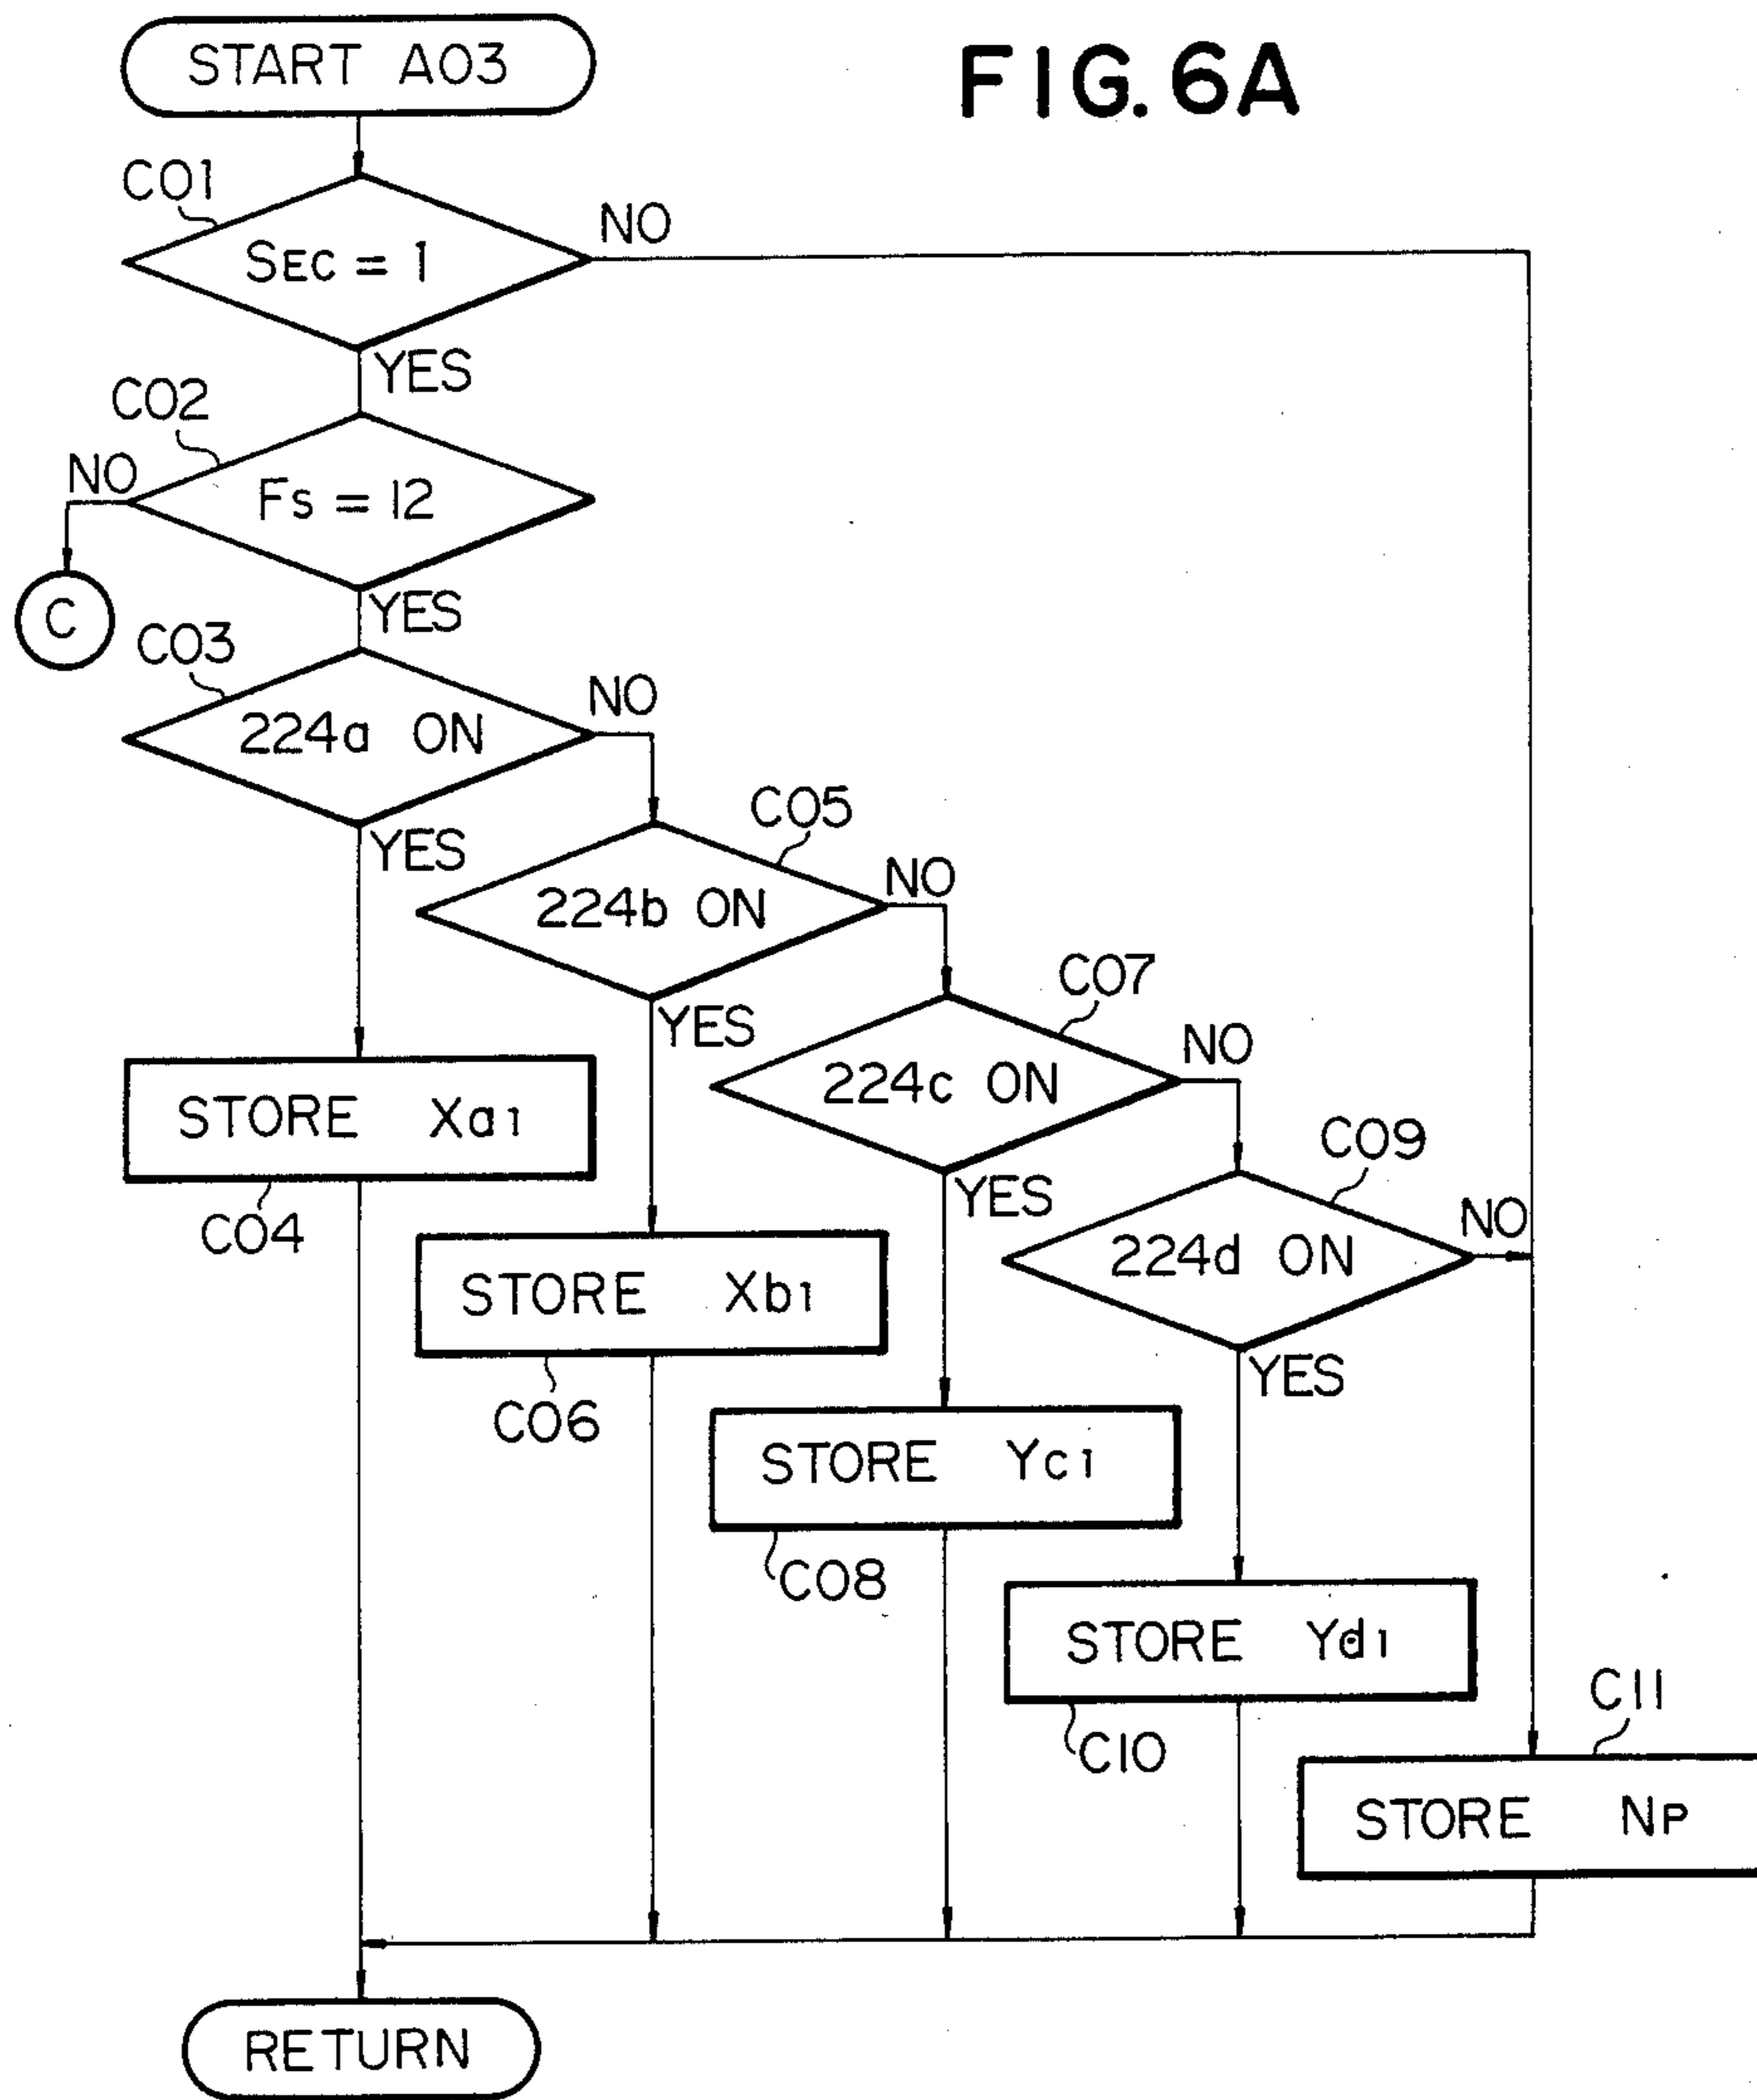 START A03
FIG. 6A
C01
NO
SEC = 1
YES
C02
NO
Fs = 12
C
YES
C03
NO
224a ON
C05
YES
NO
224b ON
C07
YES
NO
224c ON
STORE Xa1
C09
C04
YES
NO
224d ON
STORE Xb1
YES
C06
STORE Yc1
C08
STORE Yd1
C11
C10
STORE NP
RETURN